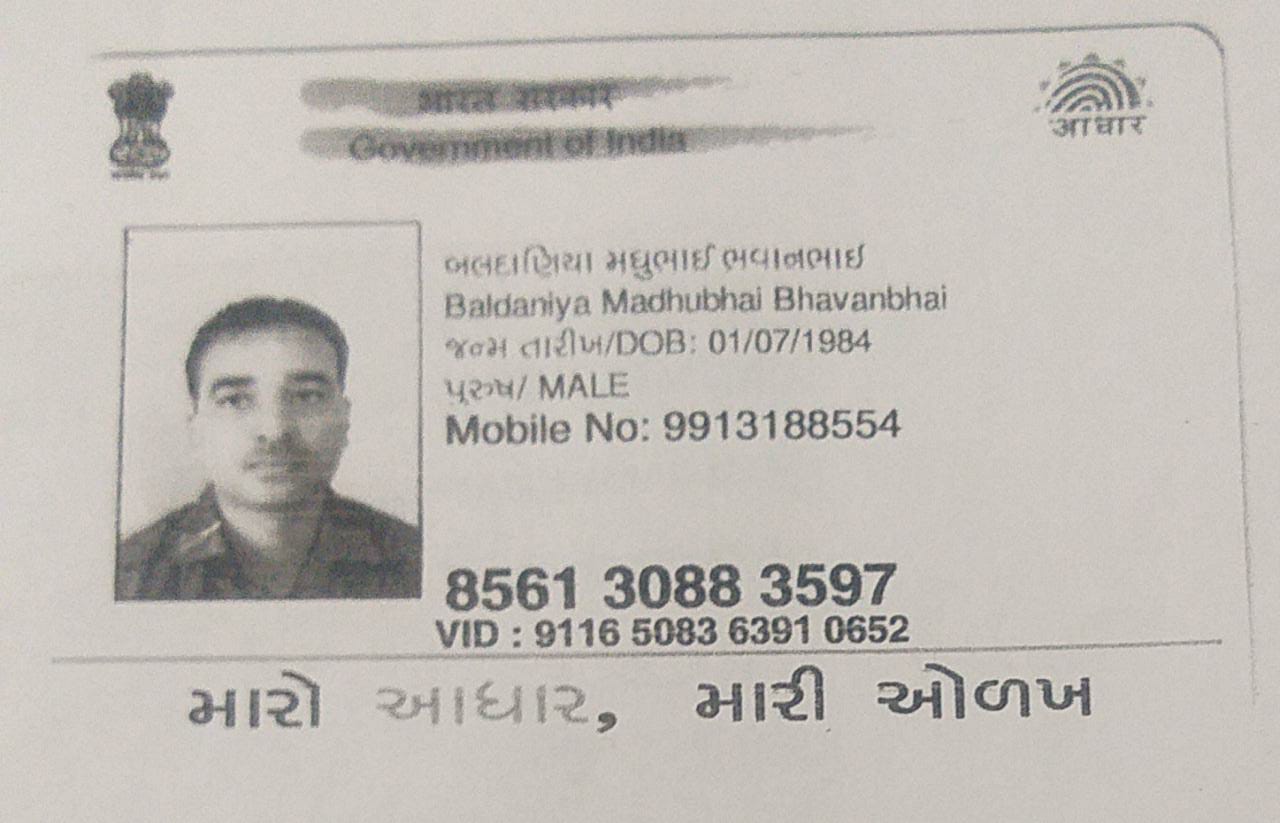 भारत सरकार
Government of India
आधार
બલદાણિયા મધુભાઈ ભવાનભાઈ
Baldaniya Madhubhai Bhavanbhai
જન્મ તારીખ/DOB: 01/07/1984
પુરુષ/ MALE
Mobile No: 9913188554
8561 3088 3597
VID : 9116 5083 6391 0652
મારો આધાર, મારી ઓળખ